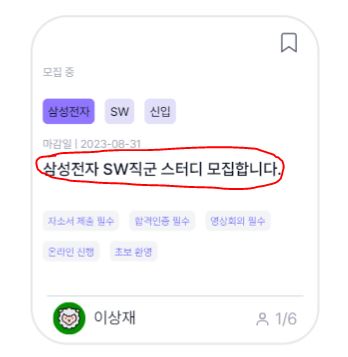 모집 중
삼성전자 SW 신입
마감일 | 2023-08-31
삼성전자 SW직군 스터디 모집합니다.
자소서 제출 필수 합격인증 필수 영상회의 필수
온라인 진행 초보 환영
이상재 1/6